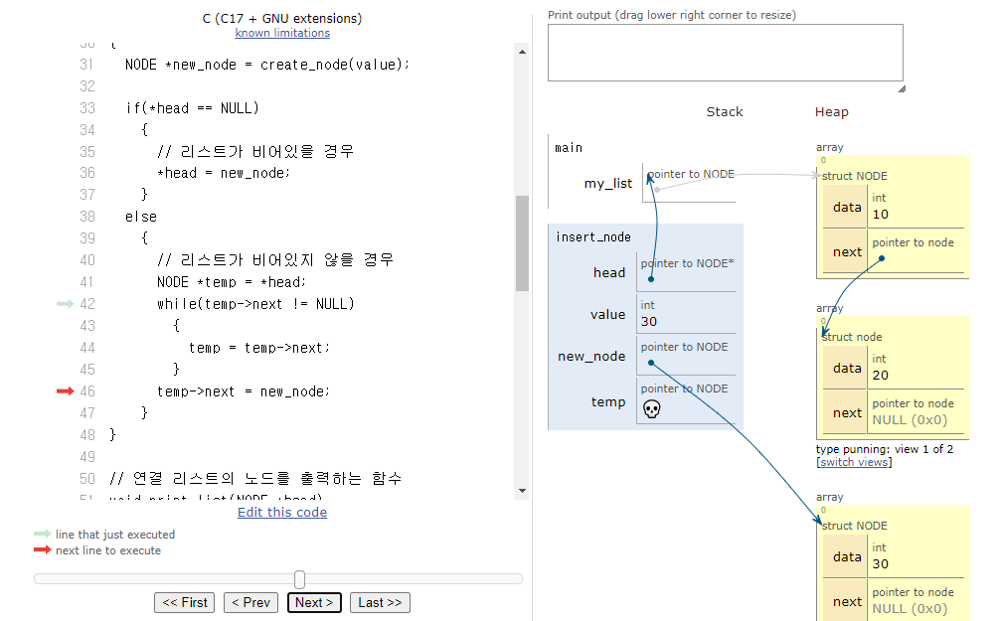 C (C17 + GNU extensions)
known limitations
30 {
31 NODE *new_node = create_node(value);
32
33 if(*head == NULL)
34 {
35 // 리스트가 비어있을 경우
36 *head = new_node;
37 }
38 else
39 {
40 // 리스트가 비어있지 않을 경우
41 NODE *temp = *head;
42 while(temp->next != NULL)
43 {
44 temp = temp->next;
45 }
46 temp->next = new_node;
47 }
48 }
49
50 // 연결 리스트의 노드를 출력하는 함수
51 void print_list(NODE *head)
Edit this code
line that just executed
next line to execute
<< First
< Prev
Next >
Last >>
Print output (drag lower right corner to resize)
Stack
Heap
main
my_list
pointer to NODE
insert_node
head
pointer to NODE*
value
int
30
new_node
pointer to NODE
temp
pointer to NODE
array
0
struct NODE
data
int
10
next
pointer to node
array
0
struct node
data
int
20
next
pointer to node
NULL (0x0)
type punning: view 1 of 2
[switch views]
array
0
struct NODE
data
int
30
next
pointer to node
NULL (0x0)